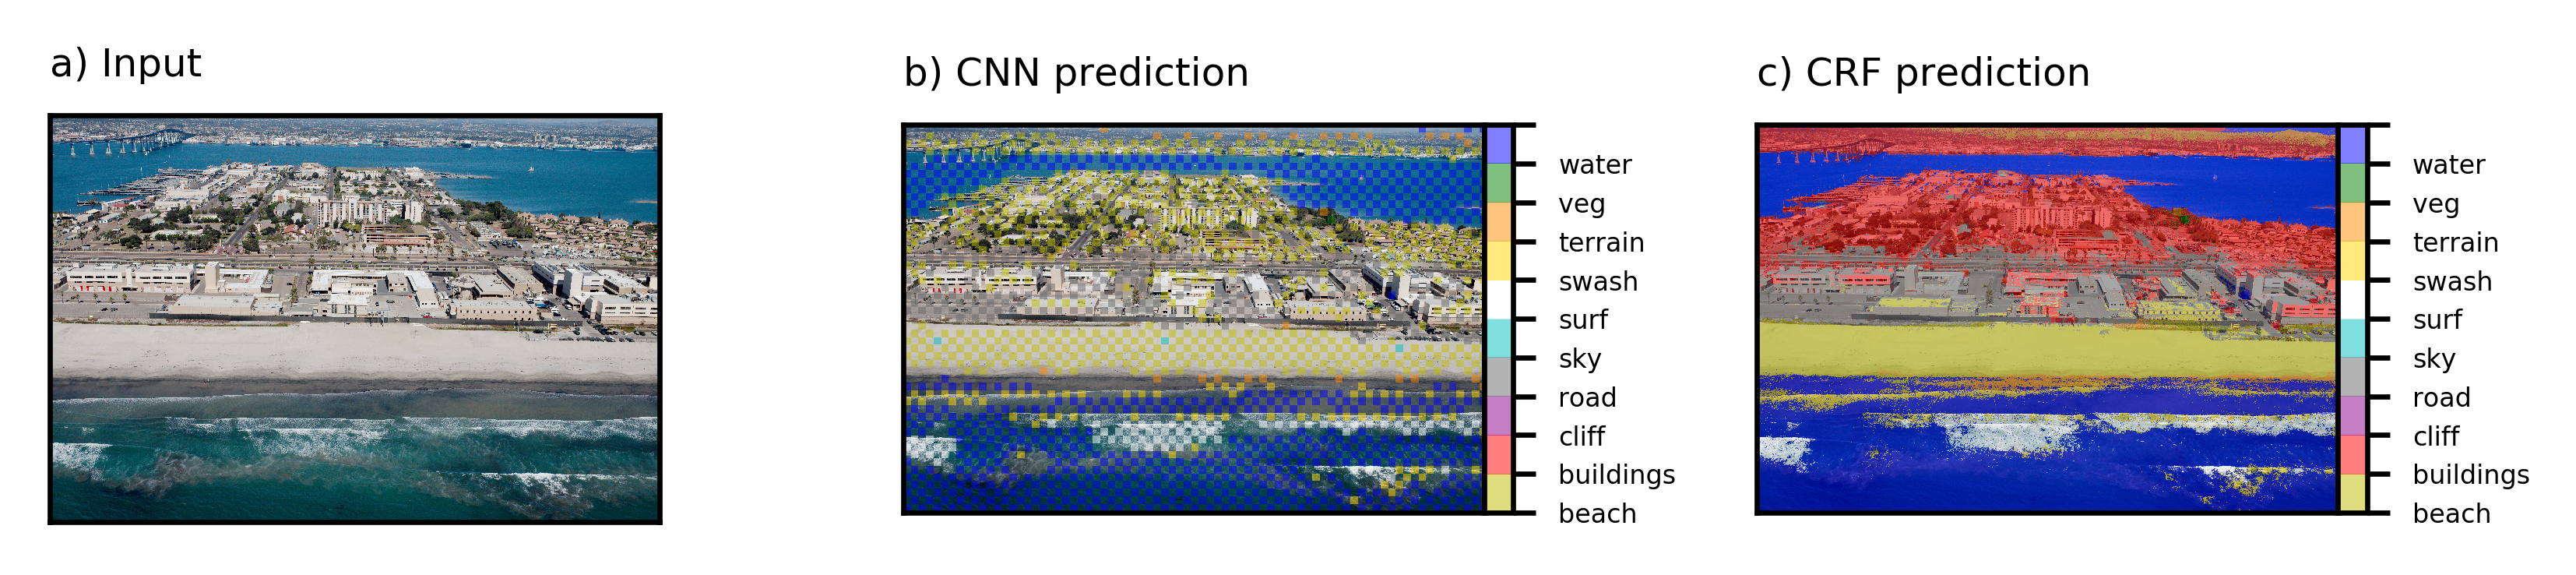 a) Input
b) CNN prediction
water
veg
terrain
swash
surf
sky
road
cliff
buildings
beach
c) CRF prediction
water
veg
terrain
swash
surf
sky
road
cliff
buildings
beach